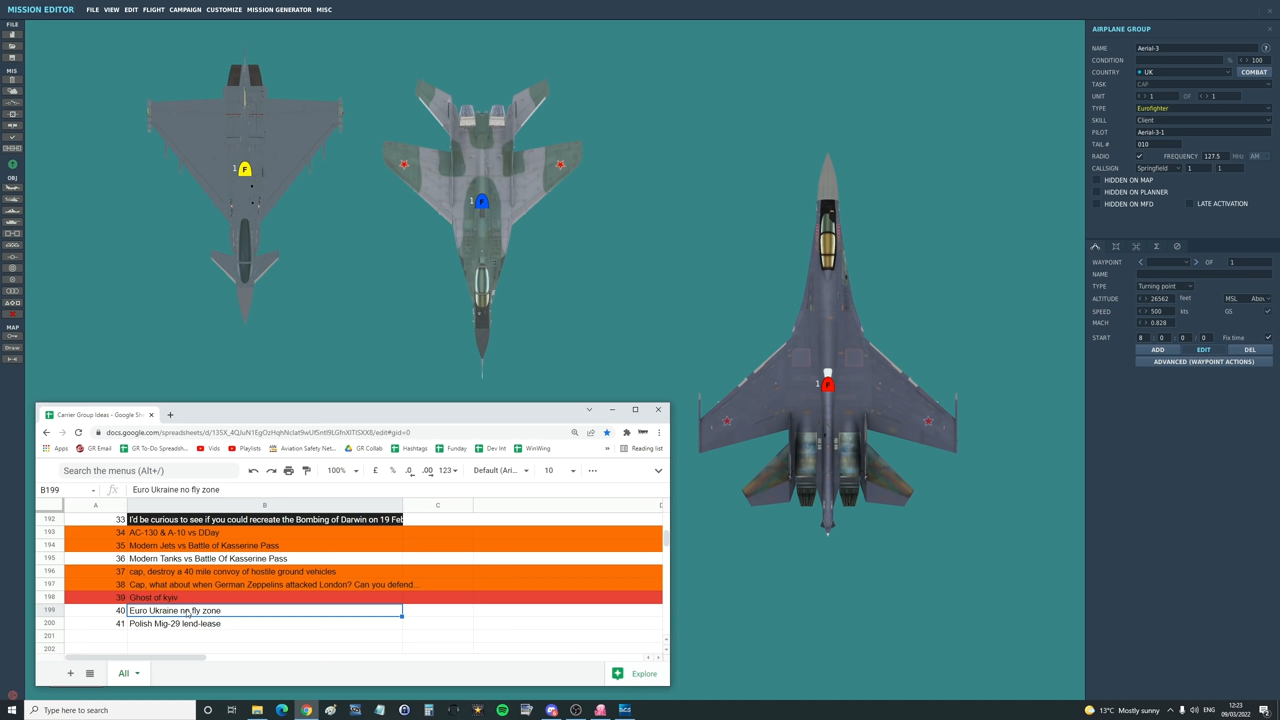 MISSION EDITOR
FILE VIEW EDIT FLIGHT CAMPAIGN CUSTOMIZE MISSION GENERATOR MISC
FILE
MIS
OBJ
MAP
Draw
1 F
1 F
1 F
AIRPLANE GROUP
NAME Aerial-3 ?
CONDITION % 100
COUNTRY UK COMBAT
TASK CAP
UNIT 1 OF 1
TYPE Eurofighter
SKILL Client
PILOT Aerial-3-1
TAIL # 010
RADIO FREQUENCY 127.5 MHz AM
CALLSIGN Springfield 1 1
HIDDEN ON MAP
HIDDEN ON PLANNER
HIDDEN ON MFD LATE ACTIVATION
WAYPOINT OF 1
NAME
TYPE Turning point
ALTITUDE 26562 feet MSL
SPEED 500 kts GS
MACH 0.828
START 8 : 0 : 0 / 0 Fix time
ADD EDIT DEL
ADVANCED (WAYPOINT ACTIONS)
Carrier Group Ideas - Google Sh
Apps GR Email GR To-Do Spreadsh... Vids Playlists Aviation Safety Net... GR Collab Hashtags Funday Dev Int WinWing » Reading list
Search the menus (Alt+/) 100% £ % .0 .00 123 Default (Ari... 10
B199 fx Euro Ukraine no fly zone
A B C D
192 33 I'd be curious to see if you could recreate the Bombing of Darwin on 19 Feb
193 34 AC-130 & A-10 vs DDay
194 35 Modern Jets vs Battle of Kasserine Pass
195 36 Modern Tanks vs Battle Of Kasserine Pass
196 37 cap, destroy a 40 mile convoy of hostile ground vehicles
197 38 Cap, what about when German Zeppelins attacked London? Can you defend...
198 39 Ghost of kyiv
199 40 Euro Ukraine no fly zone
200 41 Polish Mig-29 lend-lease
201
202
All Explore
Type here to search
13°C Mostly sunny
12:23
09/03/2022